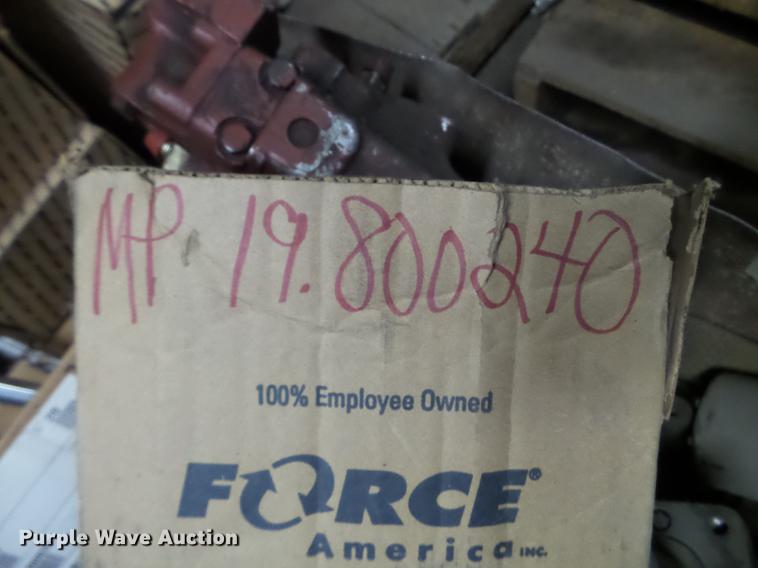 MP 19.800240
100% Employee Owned
FORCE®
America INC.
Purple Wave Auction